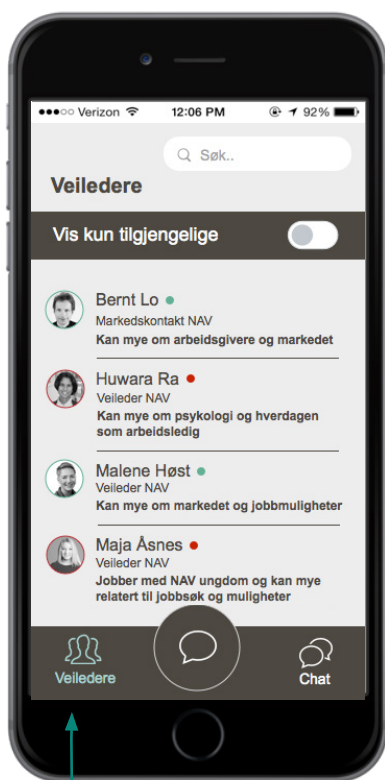 Verizon 12:06 PM 92%
Søk..
Veiledere
Vis kun tilgjengelige
Bernt Lo
Markedskontakt NAV
Kan mye om arbeidsgivere og markedet
Huwara Ra
Veileder NAV
Kan mye om psykologi og hverdagen
som arbeidsledig
Malene Høst
Veileder NAV
Kan mye om markedet og jobbmuligheter
Maja Åsnes
Veileder NAV
Jobber med NAV ungdom og kan mye
relatert til jobbsøk og muligheter
Veiledere Chat